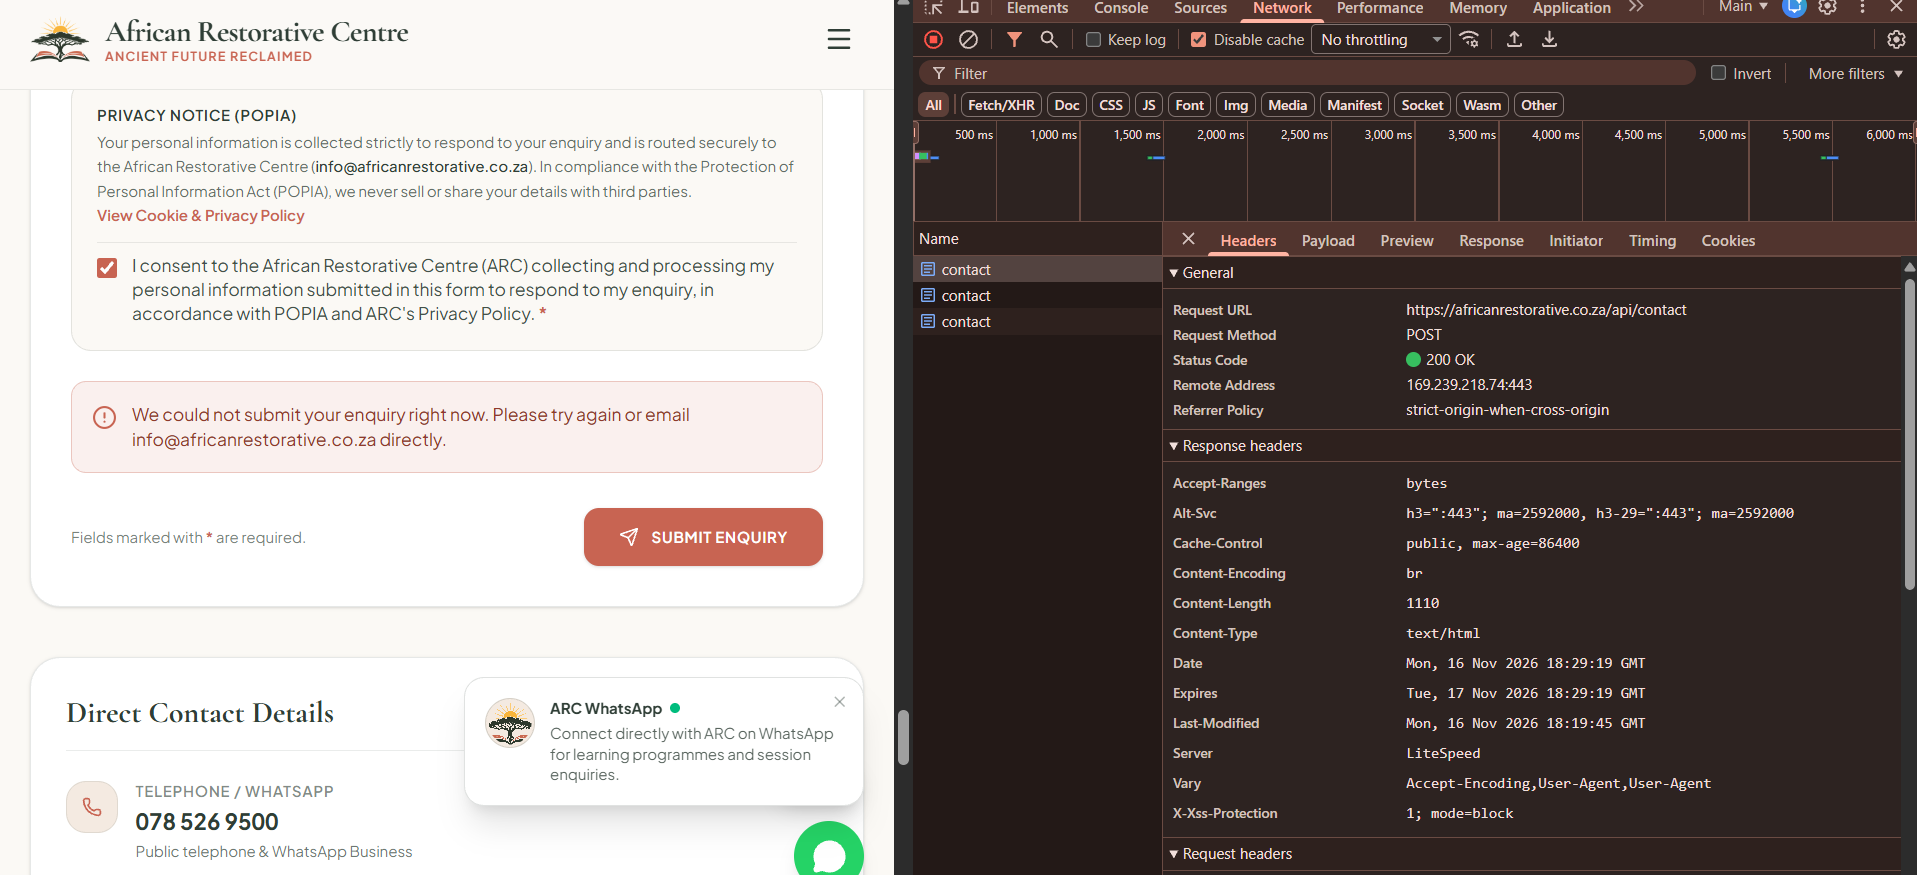 African Restorative Centre
ANCIENT FUTURE RECLAIMED
PRIVACY NOTICE (POPIA)
Your personal information is collected strictly to respond to your enquiry and is routed securely to
the African Restorative Centre (info@africanrestorative.co.za). In compliance with the Protection of
Personal Information Act (POPIA), we never sell or share your details with third parties.
View Cookie & Privacy Policy
I consent to the African Restorative Centre (ARC) collecting and processing my
personal information submitted in this form to respond to my enquiry, in
accordance with POPIA and ARC's Privacy Policy. *
We could not submit your enquiry right now. Please try again or email
info@africanrestorative.co.za directly.
Fields marked with * are required.
SUBMIT ENQUIRY
Direct Contact Details
TELEPHONE / WHATSAPP
078 526 9500
Public telephone & WhatsApp Business
ARC WhatsApp
Connect directly with ARC on WhatsApp
for learning programmes and session
enquiries.
Elements Console Sources Network Performance Memory Application Main
Keep log Disable cache No throttling
Filter Invert More filters
All Fetch/XHR Doc CSS JS Font Img Media Manifest Socket Wasm Other
500 ms 1,000 ms 1,500 ms 2,000 ms 2,500 ms 3,000 ms 3,500 ms 4,000 ms 4,500 ms 5,000 ms 5,500 ms 6,000 ms
Name
contact
contact
contact
Headers Payload Preview Response Initiator Timing Cookies
General
Request URL https://africanrestorative.co.za/api/contact
Request Method POST
Status Code 200 OK
Remote Address 169.239.218.74:443
Referrer Policy strict-origin-when-cross-origin
Response headers
Accept-Ranges bytes
Alt-Svc h3=":443"; ma=2592000, h3-29=":443"; ma=2592000
Cache-Control public, max-age=86400
Content-Encoding br
Content-Length 1110
Content-Type text/html
Date Mon, 16 Nov 2026 18:29:19 GMT
Expires Tue, 17 Nov 2026 18:29:19 GMT
Last-Modified Mon, 16 Nov 2026 18:19:45 GMT
Server LiteSpeed
Vary Accept-Encoding,User-Agent,User-Agent
X-Xss-Protection 1; mode=block
Request headers